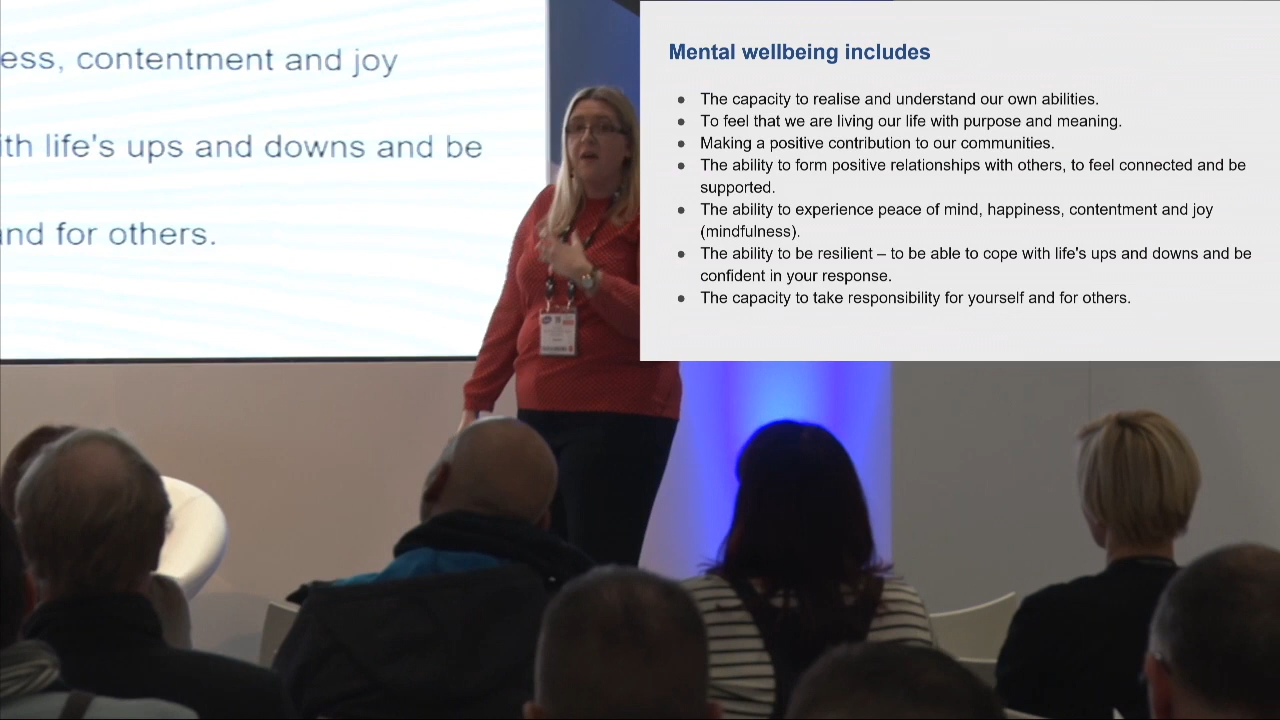 ess, contentment and joy
ith life's ups and downs and be
and for others.
Mental wellbeing includes
● The capacity to realise and understand our own abilities.
● To feel that we are living our life with purpose and meaning.
● Making a positive contribution to our communities.
● The ability to form positive relationships with others, to feel connected and be
supported.
● The ability to experience peace of mind, happiness, contentment and joy
(mindfulness).
● The ability to be resilient – to be able to cope with life's ups and downs and be
confident in your response.
● The capacity to take responsibility for yourself and for others.